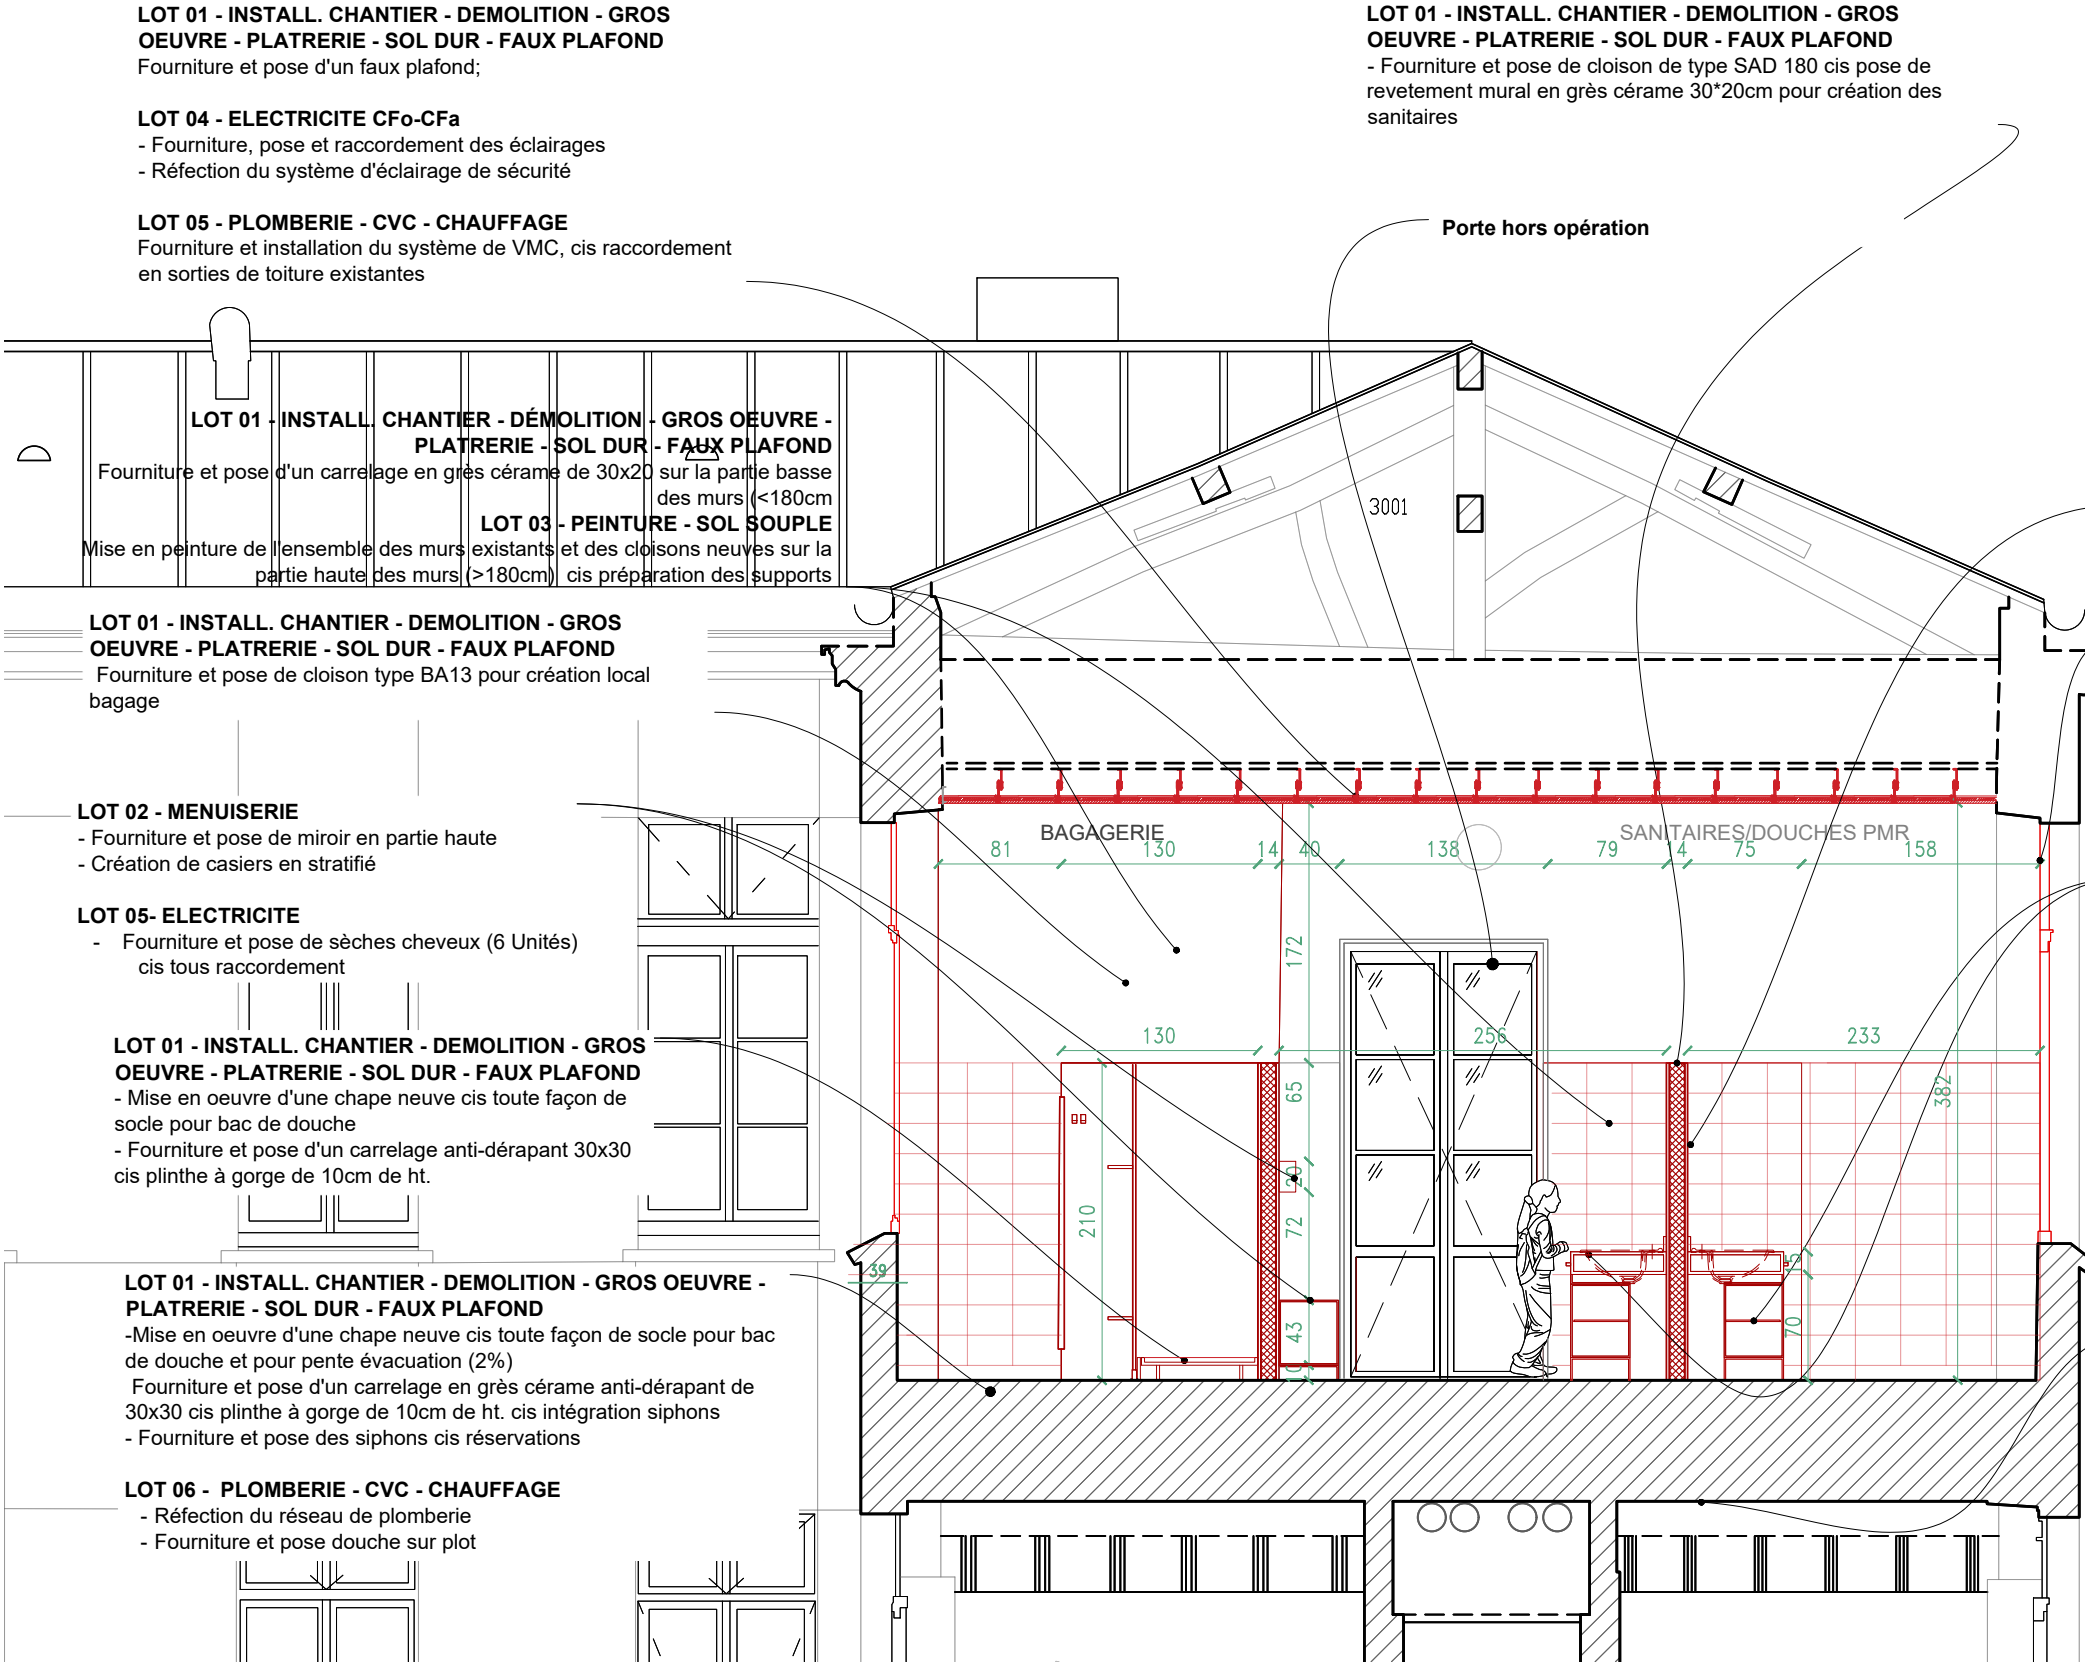 LOT 01 - INSTALL. CHANTIER - DEMOLITION - GROS
OEUVRE - PLATRERIE - SOL DUR - FAUX PLAFOND
Fourniture et pose d'un faux plafond;
LOT 04 - ELECTRICITE CFo-CFa
- Fourniture, pose et raccordement des éclairages
- Réfection du système d'éclairage de sécurité
LOT 05 - PLOMBERIE - CVC - CHAUFFAGE
Fourniture et installation du système de VMC, cis raccordement
en sorties de toiture existantes
LOT 01 - INSTALL. CHANTIER - DEMOLITION - GROS
OEUVRE - PLATRERIE - SOL DUR - FAUX PLAFOND
- Fourniture et pose de cloison de type SAD 180 cis pose de
revetement mural en grès cérame 30*20cm pour création des
sanitaires
Porte hors opération
LOT 01 - INSTALL. CHANTIER - DÉMOLITION - GROS OEUVRE -
PLATRERIE - SOL DUR - FAUX PLAFOND
Fourniture et pose d'un carrelage en grès cérame de 30x20 sur la partie basse
des murs (<180cm
LOT 03 - PEINTURE - SOL SOUPLE
Mise en peinture de l'ensemble des murs existants et des cloisons neuves sur la
partie haute des murs (>180cm) cis préparation des supports
3001
LOT 01 - INSTALL. CHANTIER - DEMOLITION - GROS
OEUVRE - PLATRERIE - SOL DUR - FAUX PLAFOND
Fourniture et pose de cloison type BA13 pour création local
bagage
LOT 02 - MENUISERIE
- Fourniture et pose de miroir en partie haute
- Création de casiers en stratifié
LOT 05- ELECTRICITE
- Fourniture et pose de sèches cheveux (6 Unités)
cis tous raccordement
LOT 01 - INSTALL. CHANTIER - DEMOLITION - GROS
OEUVRE - PLATRERIE - SOL DUR - FAUX PLAFOND
- Mise en oeuvre d'une chape neuve cis toute façon de
socle pour bac de douche
- Fourniture et pose d'un carrelage anti-dérapant 30x30
cis plinthe à gorge de 10cm de ht.
LOT 01 - INSTALL. CHANTIER - DEMOLITION - GROS OEUVRE -
PLATRERIE - SOL DUR - FAUX PLAFOND
-Mise en oeuvre d'une chape neuve cis toute façon de socle pour bac
de douche et pour pente évacuation (2%)
Fourniture et pose d'un carrelage en grès cérame anti-dérapant de
30x30 cis plinthe à gorge de 10cm de ht. cis intégration siphons
- Fourniture et pose des siphons cis réservations
LOT 06 - PLOMBERIE - CVC - CHAUFFAGE
- Réfection du réseau de plomberie
- Fourniture et pose douche sur plot
BAGAGERIE
SANITAIRES/DOUCHES PMR
81 130 14 40 138 79 14 75 158
172
130 256 233
65
382
20
210
72
39
15
43
70
10